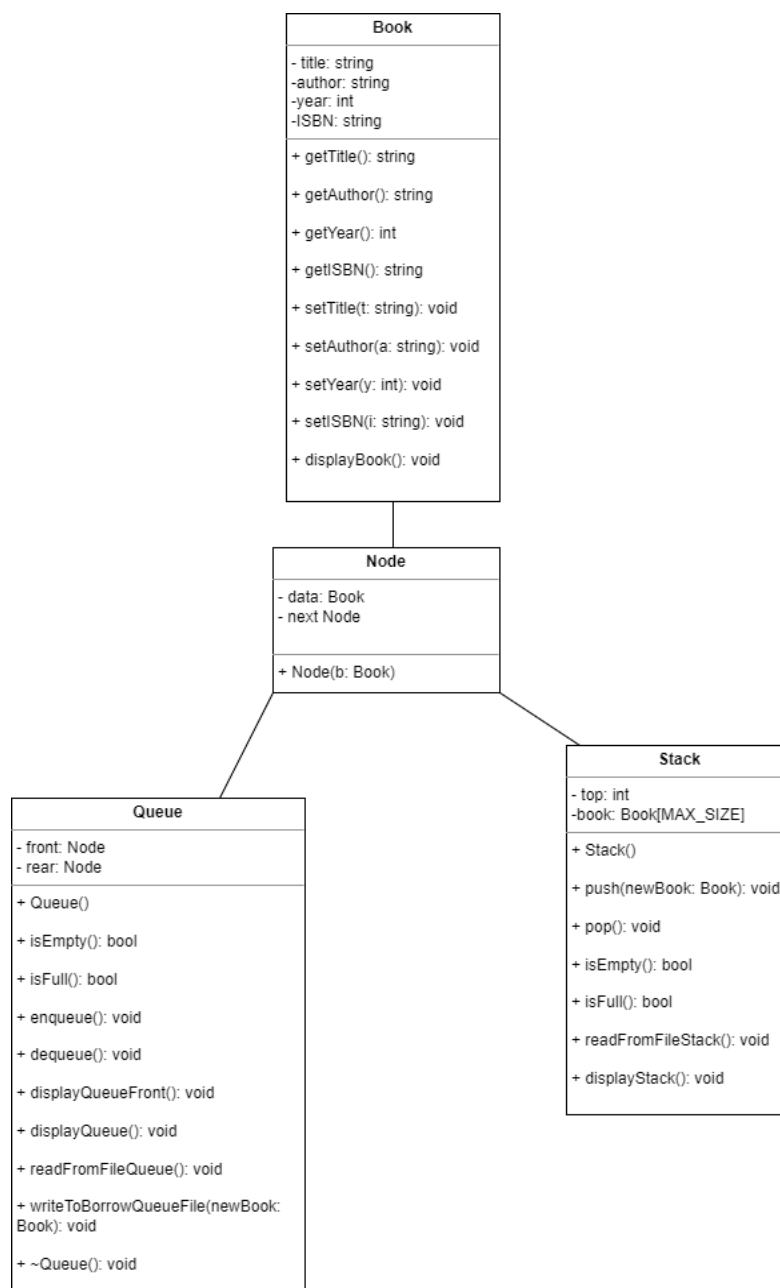 Book
- title: string
-author: string
-year: int
-ISBN: string
+ getTitle(): string
+ getAuthor(): string
+ getYear(): int
+ getISBN(): string
+ setTitle(t: string): void
+ setAuthor(a: string): void
+ setYear(y: int): void
+ setISBN(i: string): void
+ displayBook(): void
Node
- data: Book
- next Node
+ Node(b: Book)
Queue
- front: Node
- rear: Node
+ Queue()
+ isEmpty(): bool
+ isFull(): bool
+ enqueue(): void
+ dequeue(): void
+ displayQueueFront(): void
+ displayQueue(): void
+ readFromFileQueue(): void
+ writeToBorrowQueueFile(newBook:
Book): void
+ ~Queue(): void
Stack
- top: int
-book: Book[MAX_SIZE]
+ Stack()
+ push(newBook: Book): void
+ pop(): void
+ isEmpty(): bool
+ isFull(): bool
+ readFromFileStack(): void
+ displayStack(): void